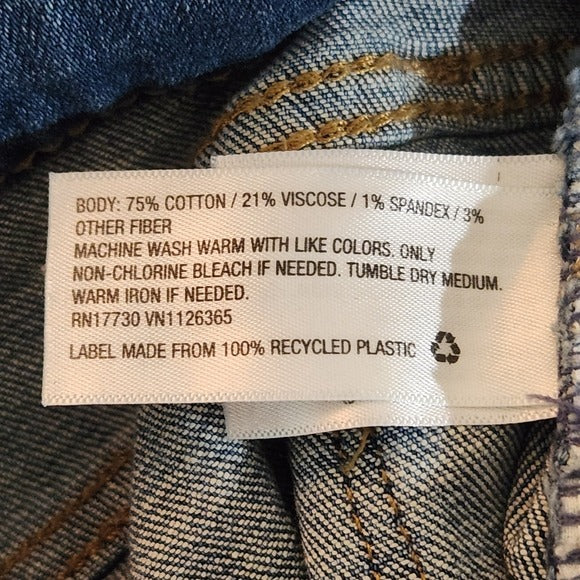 BODY: 75% COTTON / 21% VISCOSE / 1% SPANDEX / 3%
OTHER FIBER
MACHINE WASH WARM WITH LIKE COLORS. ONLY
NON-CHLORINE BLEACH IF NEEDED. TUMBLE DRY MEDIUM.
WARM IRON IF NEEDED.
RN17730 VN1126365
LABEL MADE FROM 100% RECYCLED PLASTIC